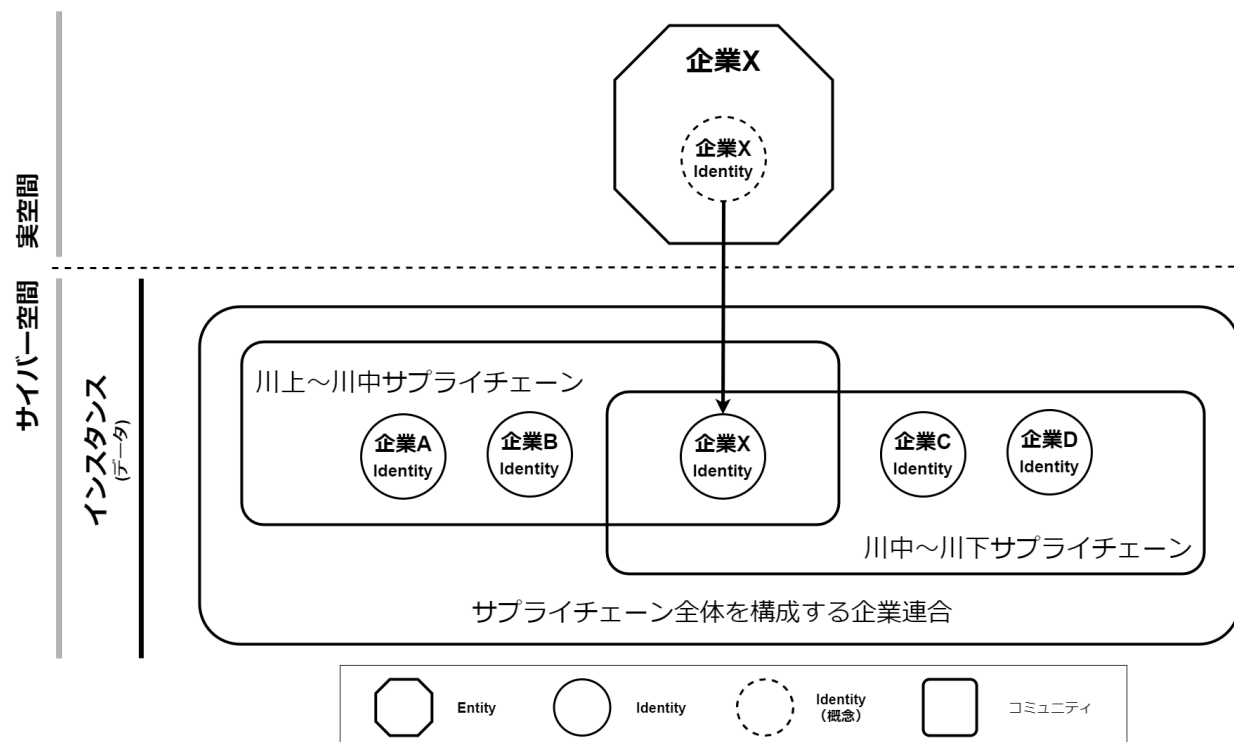 企業X
企業X
Identity
実空間
サイバー空間
インスタンス
(データ)
川上～川中サプライチェーン
企業A
Identity
企業B
Identity
企業X
Identity
企業C
Identity
企業D
Identity
川中～川下サプライチェーン
サプライチェーン全体を構成する企業連合
Entity
Identity
Identity
（概念）
コミュニティ